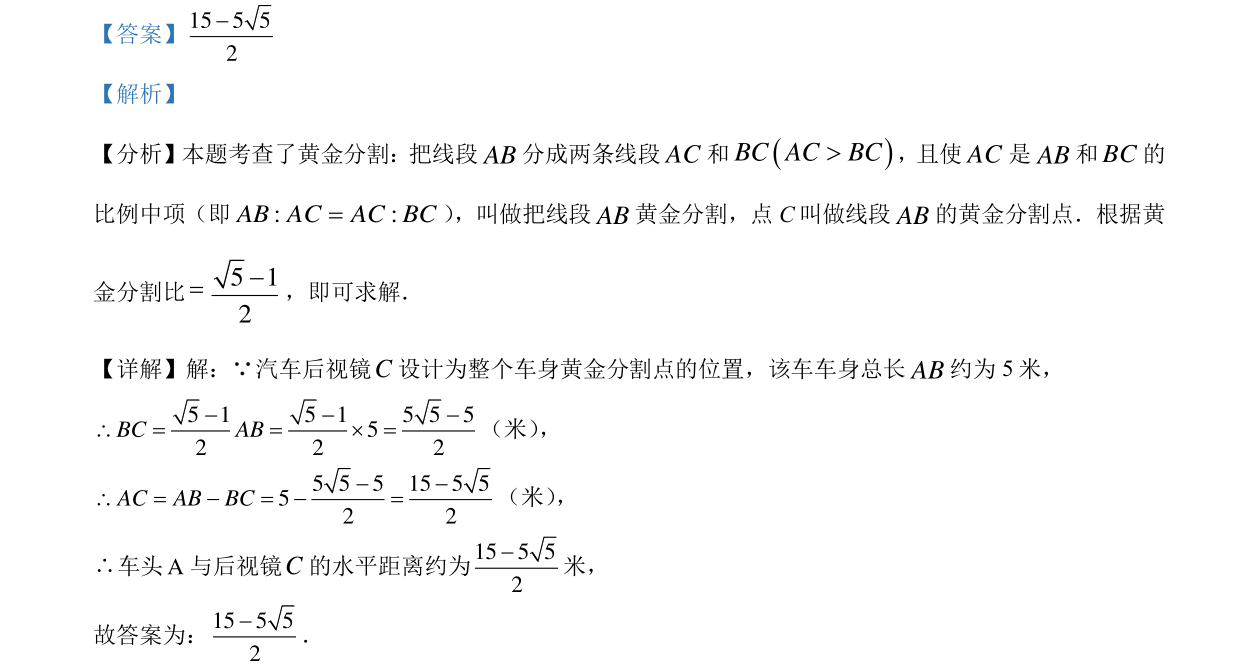 【答案】$\frac{15-5\sqrt{5}}{2}$
【解析】
【分析】本题考查了黄金分割：把线段 $AB$ 分成两条线段 $AC$ 和 $BC(AC>BC)$，且使 $AC$ 是 $AB$ 和 $BC$ 的
比例中项（即 $AB:AC=AC:BC$），叫做把线段 $AB$ 黄金分割，点 $C$ 叫做线段 $AB$ 的黄金分割点．根据黄
金分割比$=\frac{\sqrt{5}-1}{2}$，即可求解．
【详解】解：∵汽车后视镜 $C$ 设计为整个车身黄金分割点的位置，该车车身总长 $AB$ 约为 5 米，
∴$BC=\frac{\sqrt{5}-1}{2}AB=\frac{\sqrt{5}-1}{2}\times5=\frac{5\sqrt{5}-5}{2}$（米），
∴$AC=AB-BC=5-\frac{5\sqrt{5}-5}{2}=\frac{15-5\sqrt{5}}{2}$（米），
∴车头 A 与后视镜 $C$ 的水平距离约为$\frac{15-5\sqrt{5}}{2}$米，
故答案为：$\frac{15-5\sqrt{5}}{2}$．